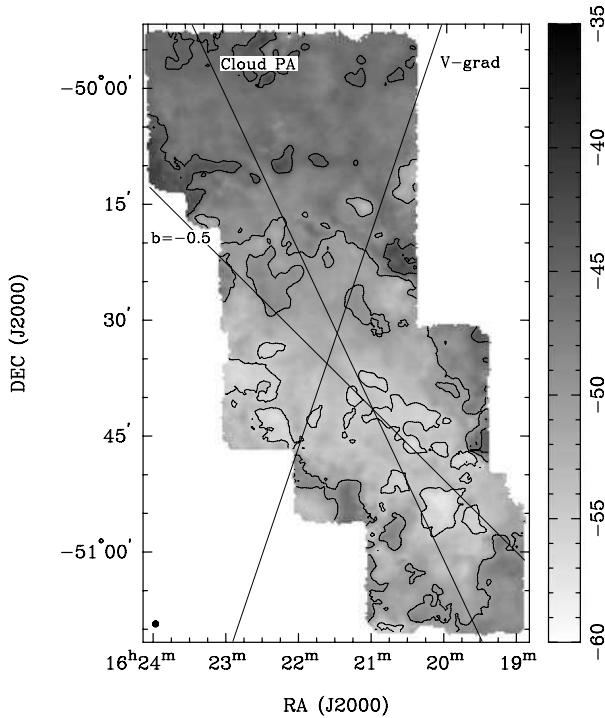 -35
Cloud PA
V-grad
-50°00'
-40
15'
b=-0.5
-45
30'
DEC (J2000)
-50
45'
-55
-51°00'
-60
16ʰ24ᵐ 23ᵐ 22ᵐ 21ᵐ 20ᵐ 19ᵐ
RA (J2000)